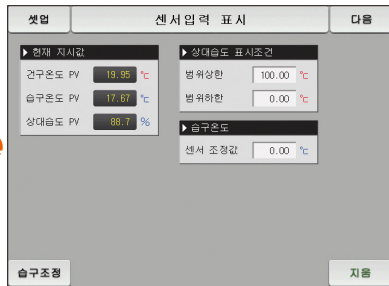 셋업
센서입력 표시
다음
▶ 현재 지시값
건구온도 PV 19.95 ℃
습구온도 PV 17.67 ℃
상대습도 PV 88.7 %
▶ 상대습도 표시조건
범위상한 100.00 ℃
범위하한 0.00 ℃
▶ 습구온도
센서 조정값 0.00 ℃
습구조정
지움